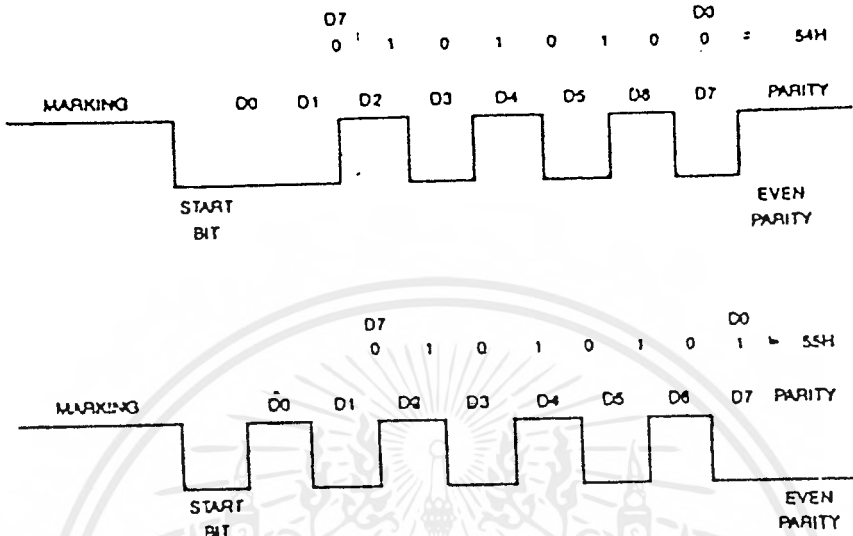 D7 D0
0 1 0 1 0 1 0 0 = 54H
MARKING D0 D1 D2 D3 D4 D5 D6 D7 PARITY
START
BIT
EVEN
PARITY
D7 D0
0 1 0 1 0 1 0 1 = 55H
MARKING D0 D1 D2 D3 D4 D5 D6 D7 PARITY
START
BIT
EVEN
PARITY